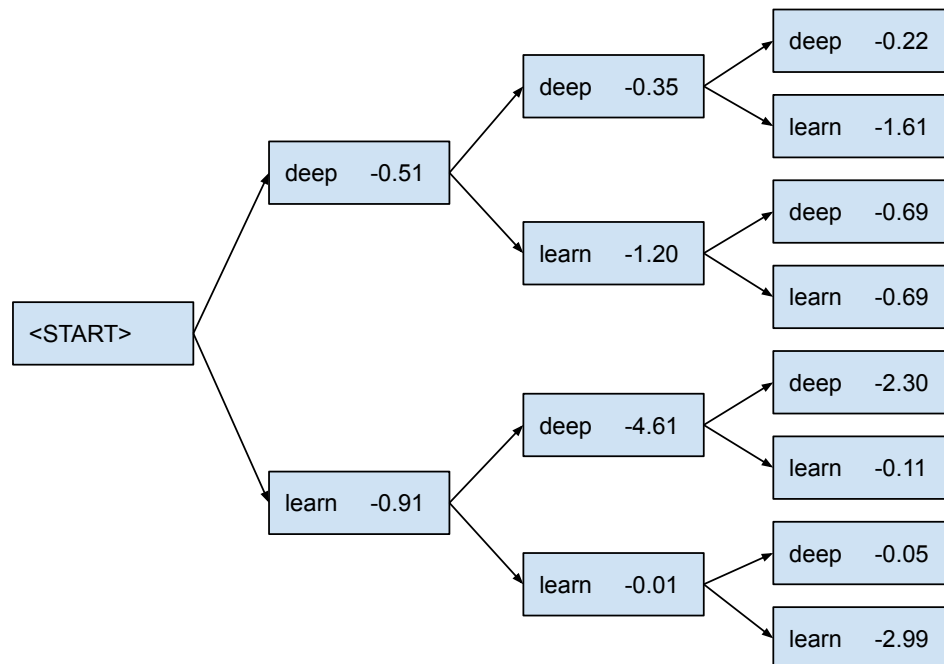 <START>
deep -0.51
learn -0.91
deep -0.35
learn -1.20
deep -4.61
learn -0.01
deep -0.22
learn -1.61
deep -0.69
learn -0.69
deep -2.30
learn -0.11
deep -0.05
learn -2.99